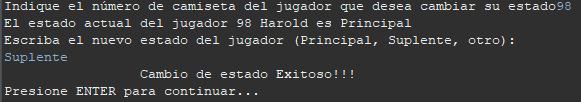 Indique el número de camiseta del jugador que desea cambiar su estado98
El estado actual del jugador 98 Harold es Principal
Escriba el nuevo estado del jugador (Principal, Suplente, otro):
Suplente
Cambio de estado Exitoso!!!
Presione ENTER para continuar...